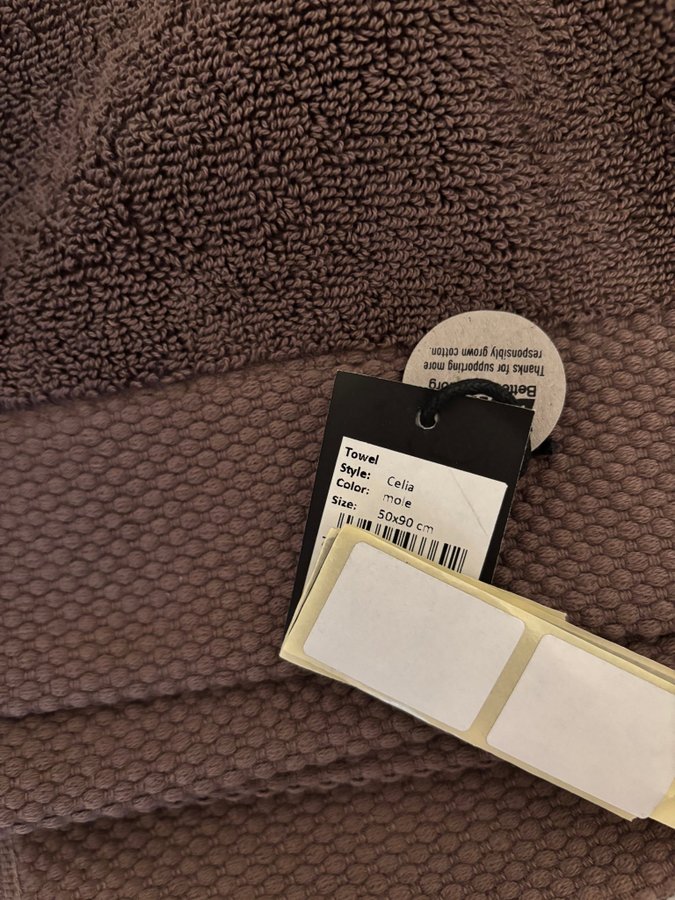 Towel
Style: Celia
Color: mole
Size: 50x90 cm
Thanks for supporting more
responsibly grown cotton.